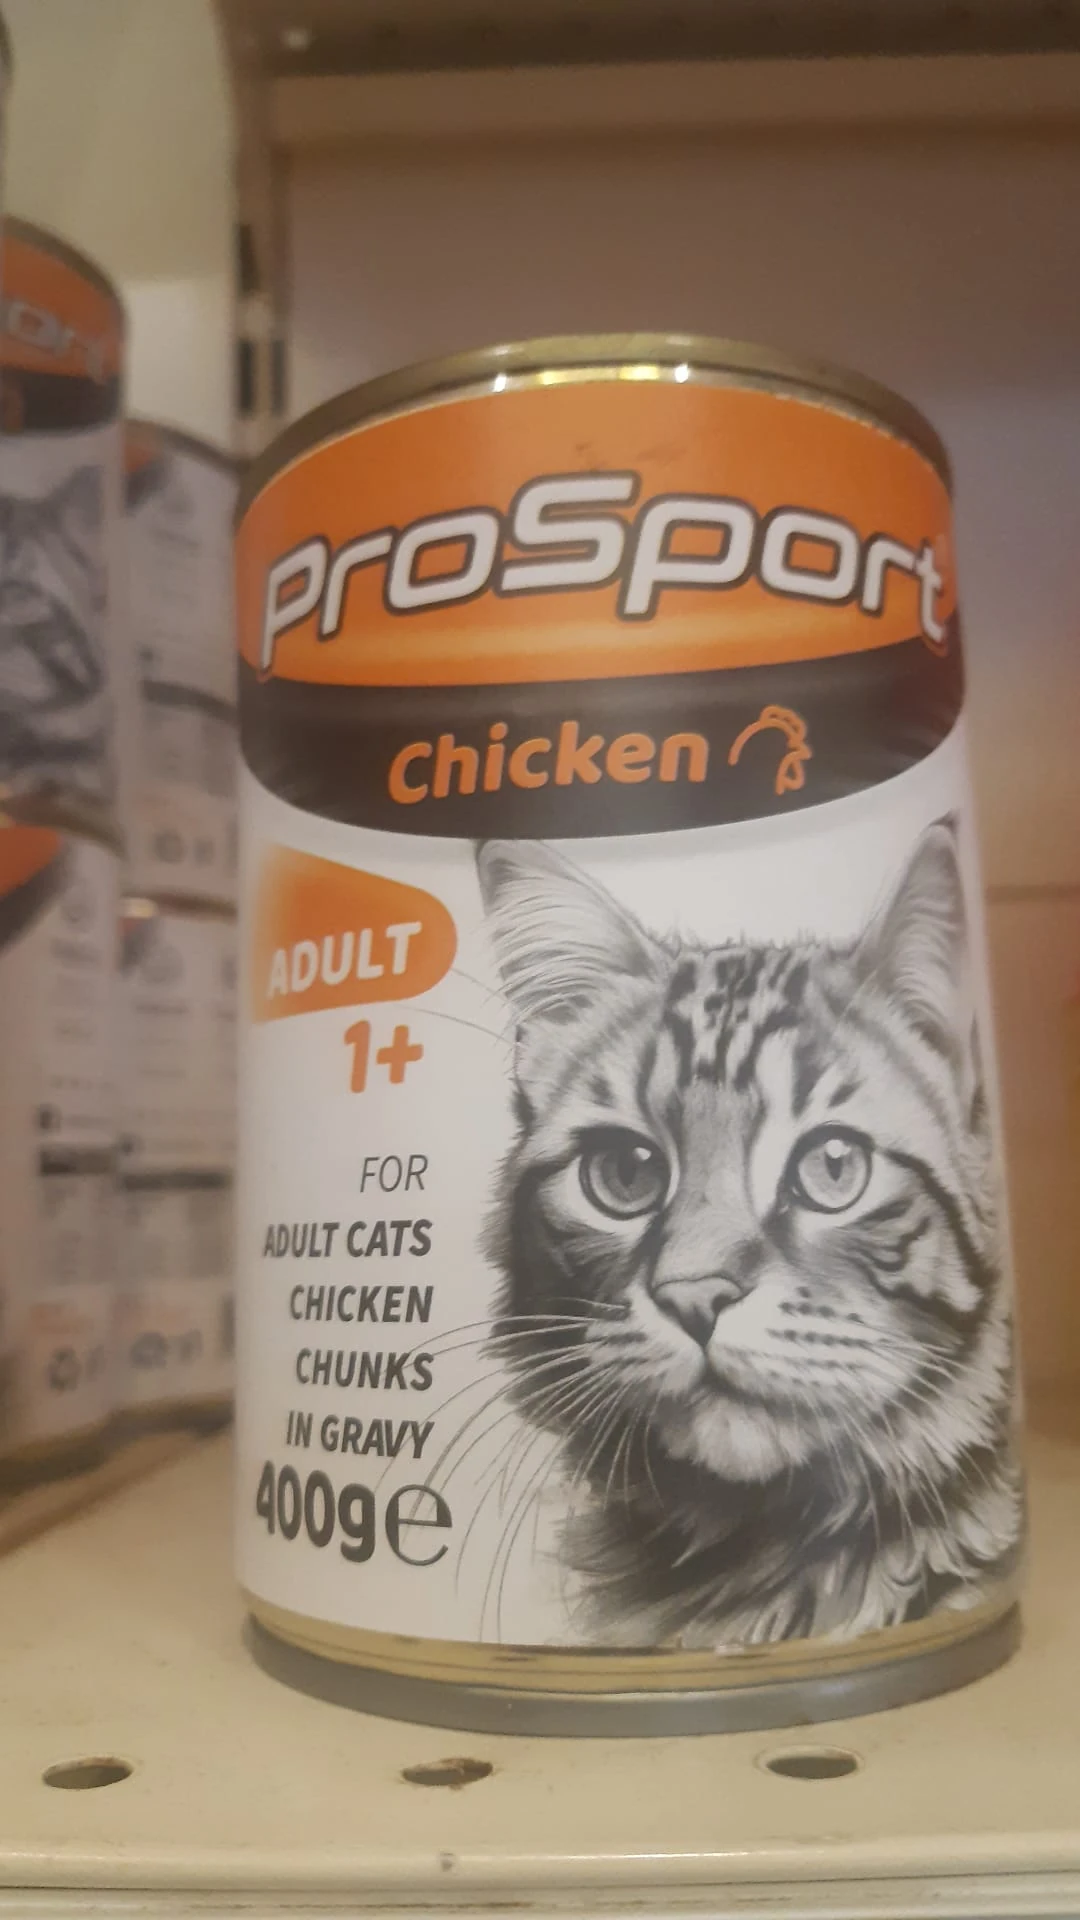 ProSport
Chicken
ADULT
1+
FOR
ADULT CATS
CHICKEN
CHUNKS
IN GRAVY
400g e